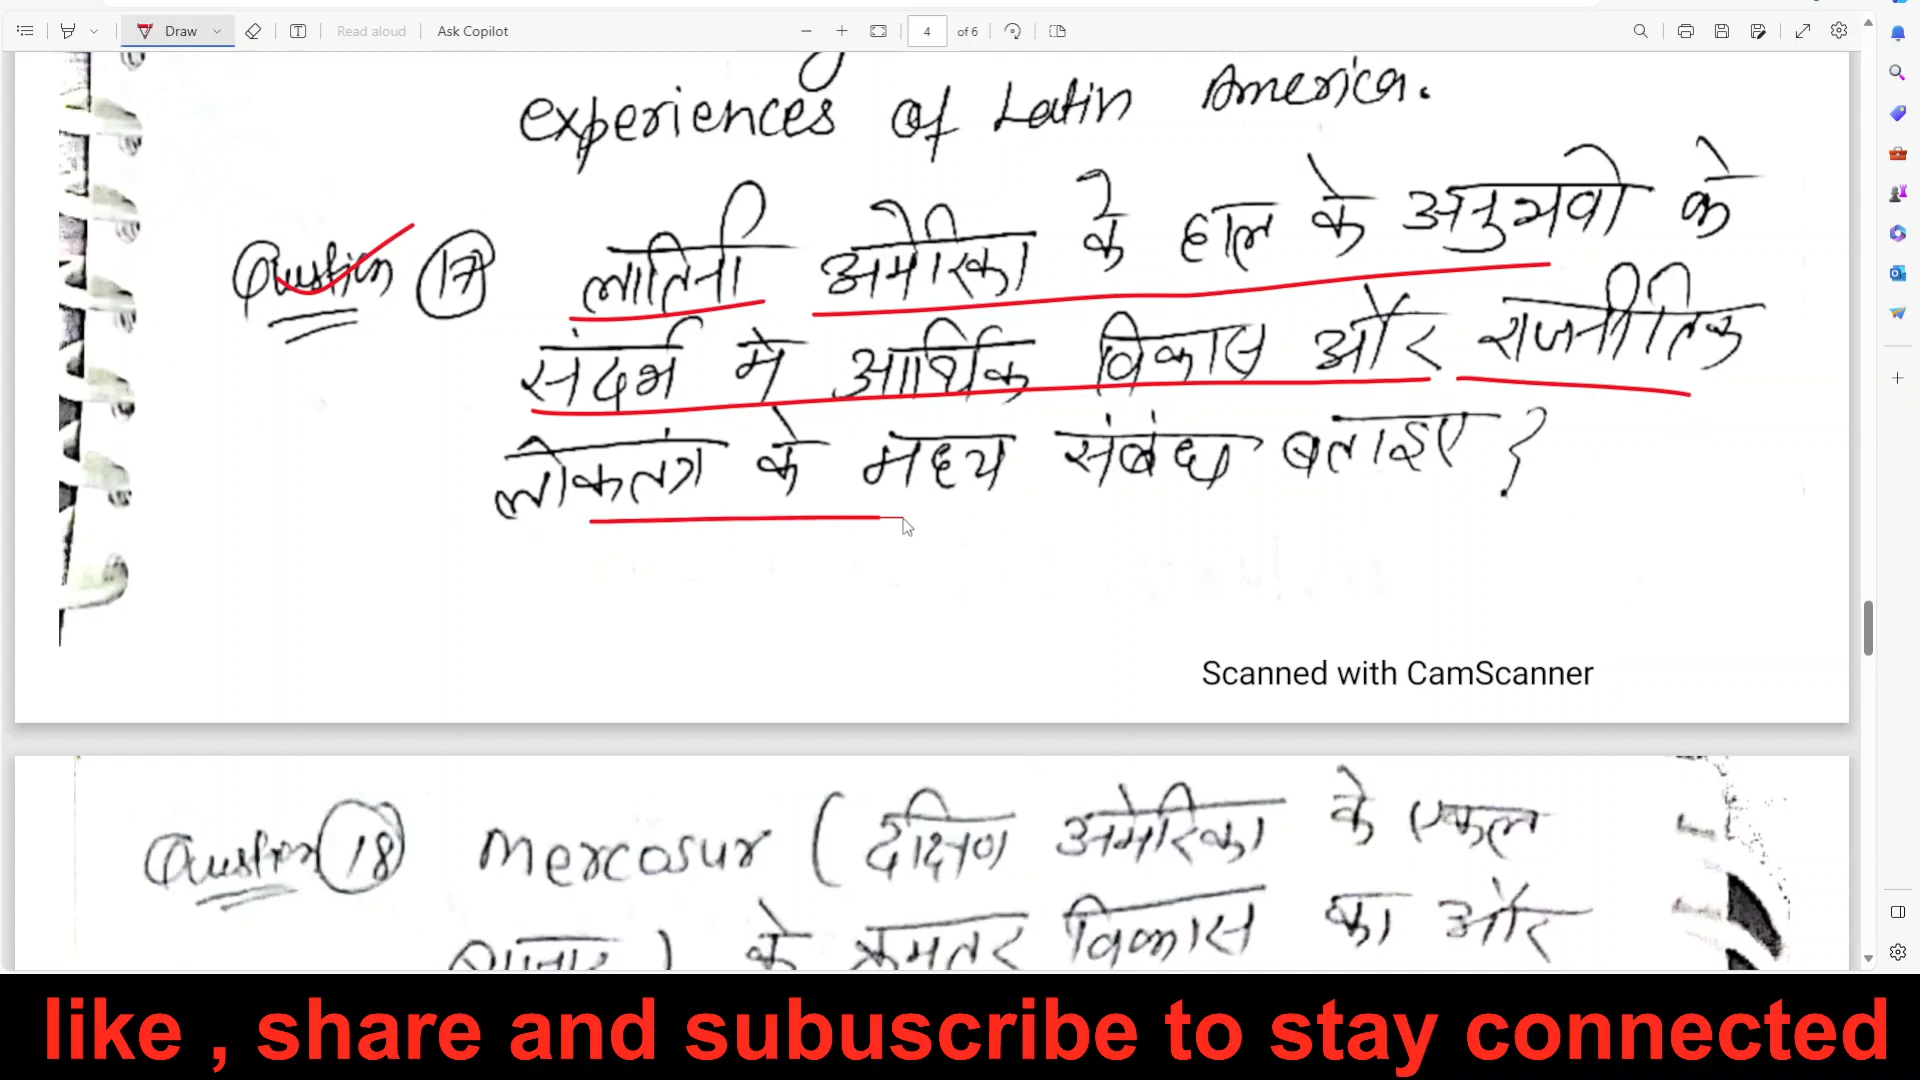 Draw
Read aloud
Ask Copilot
4
of 6
experiences of Latin America.
Question 17 लातिनी अमेरिका के हाल के अनुभवो के
संदर्भ मे आर्थिक विकास और राजनीतिक
लोकतंत्र के मध्य संबंध बताइए ?
Scanned with CamScanner
Question 18 Mercosur ( दक्षिण अमेरिका के एकल
बाजार ) के क्रमतर विकास का और
like , share and subuscribe to stay connected